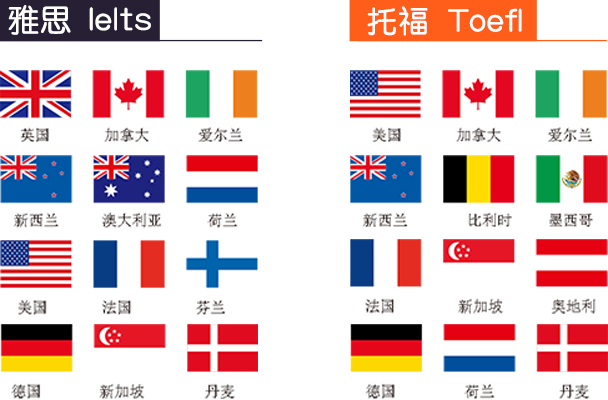 雅思 Ielts
英国 加拿大 爱尔兰
新西兰 澳大利亚 荷兰
美国 法国 芬兰
德国 新加坡 丹麦
托福 Toefl
美国 加拿大 爱尔兰
新西兰 比利时 墨西哥
法国 新加坡 奥地利
德国 荷兰 丹麦